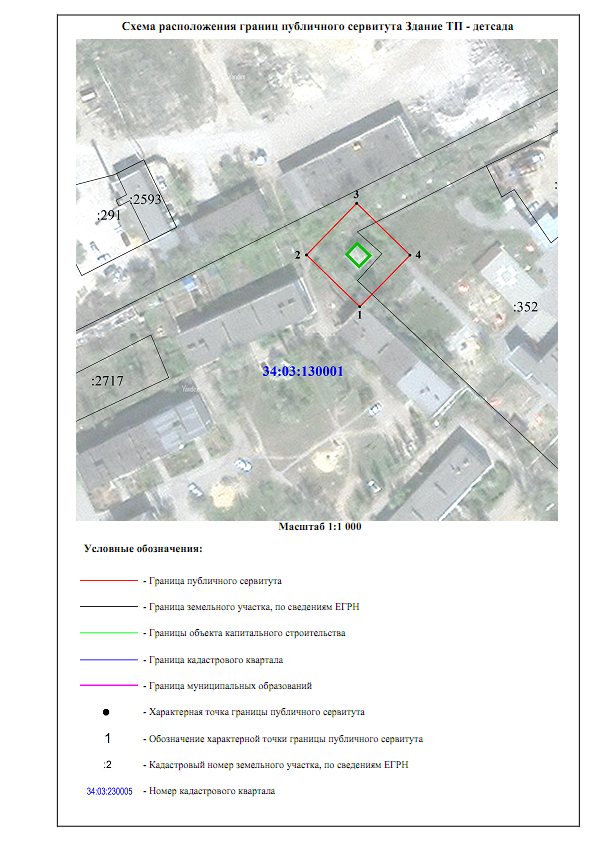 Схема расположения границ публичного сервитута Здание ТП - детсада
Yandex
3
:2593
:291
2
4
:
:352
1
34:03:130001
:2717
Yandex
Масштаб 1:1 000
Условные обозначения:
- Граница публичного сервитута
- Граница земельного участка, по сведениям ЕГРН
- Границы объекта капитального строительства
- Граница кадастрового квартала
- Граница муниципальных образований
- Характерная точка границы публичного сервитута
1 - Обозначение характерной точки границы публичного сервитута
:2 - Кадастровый номер земельного участка, по сведениям ЕГРН
34:03:230005 - Номер кадастрового квартала